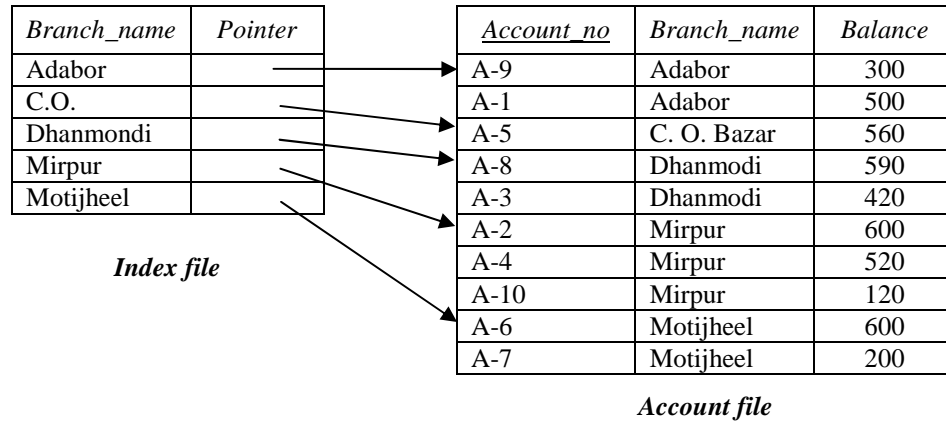 Branch_name Pointer
Adabor
C.O.
Dhanmondi
Mirpur
Motijheel
Index file
Account_no Branch_name Balance
A-9 Adabor 300
A-1 Adabor 500
A-5 C. O. Bazar 560
A-8 Dhanmodi 590
A-3 Dhanmodi 420
A-2 Mirpur 600
A-4 Mirpur 520
A-10 Mirpur 120
A-6 Motijheel 600
A-7 Motijheel 200
Account file